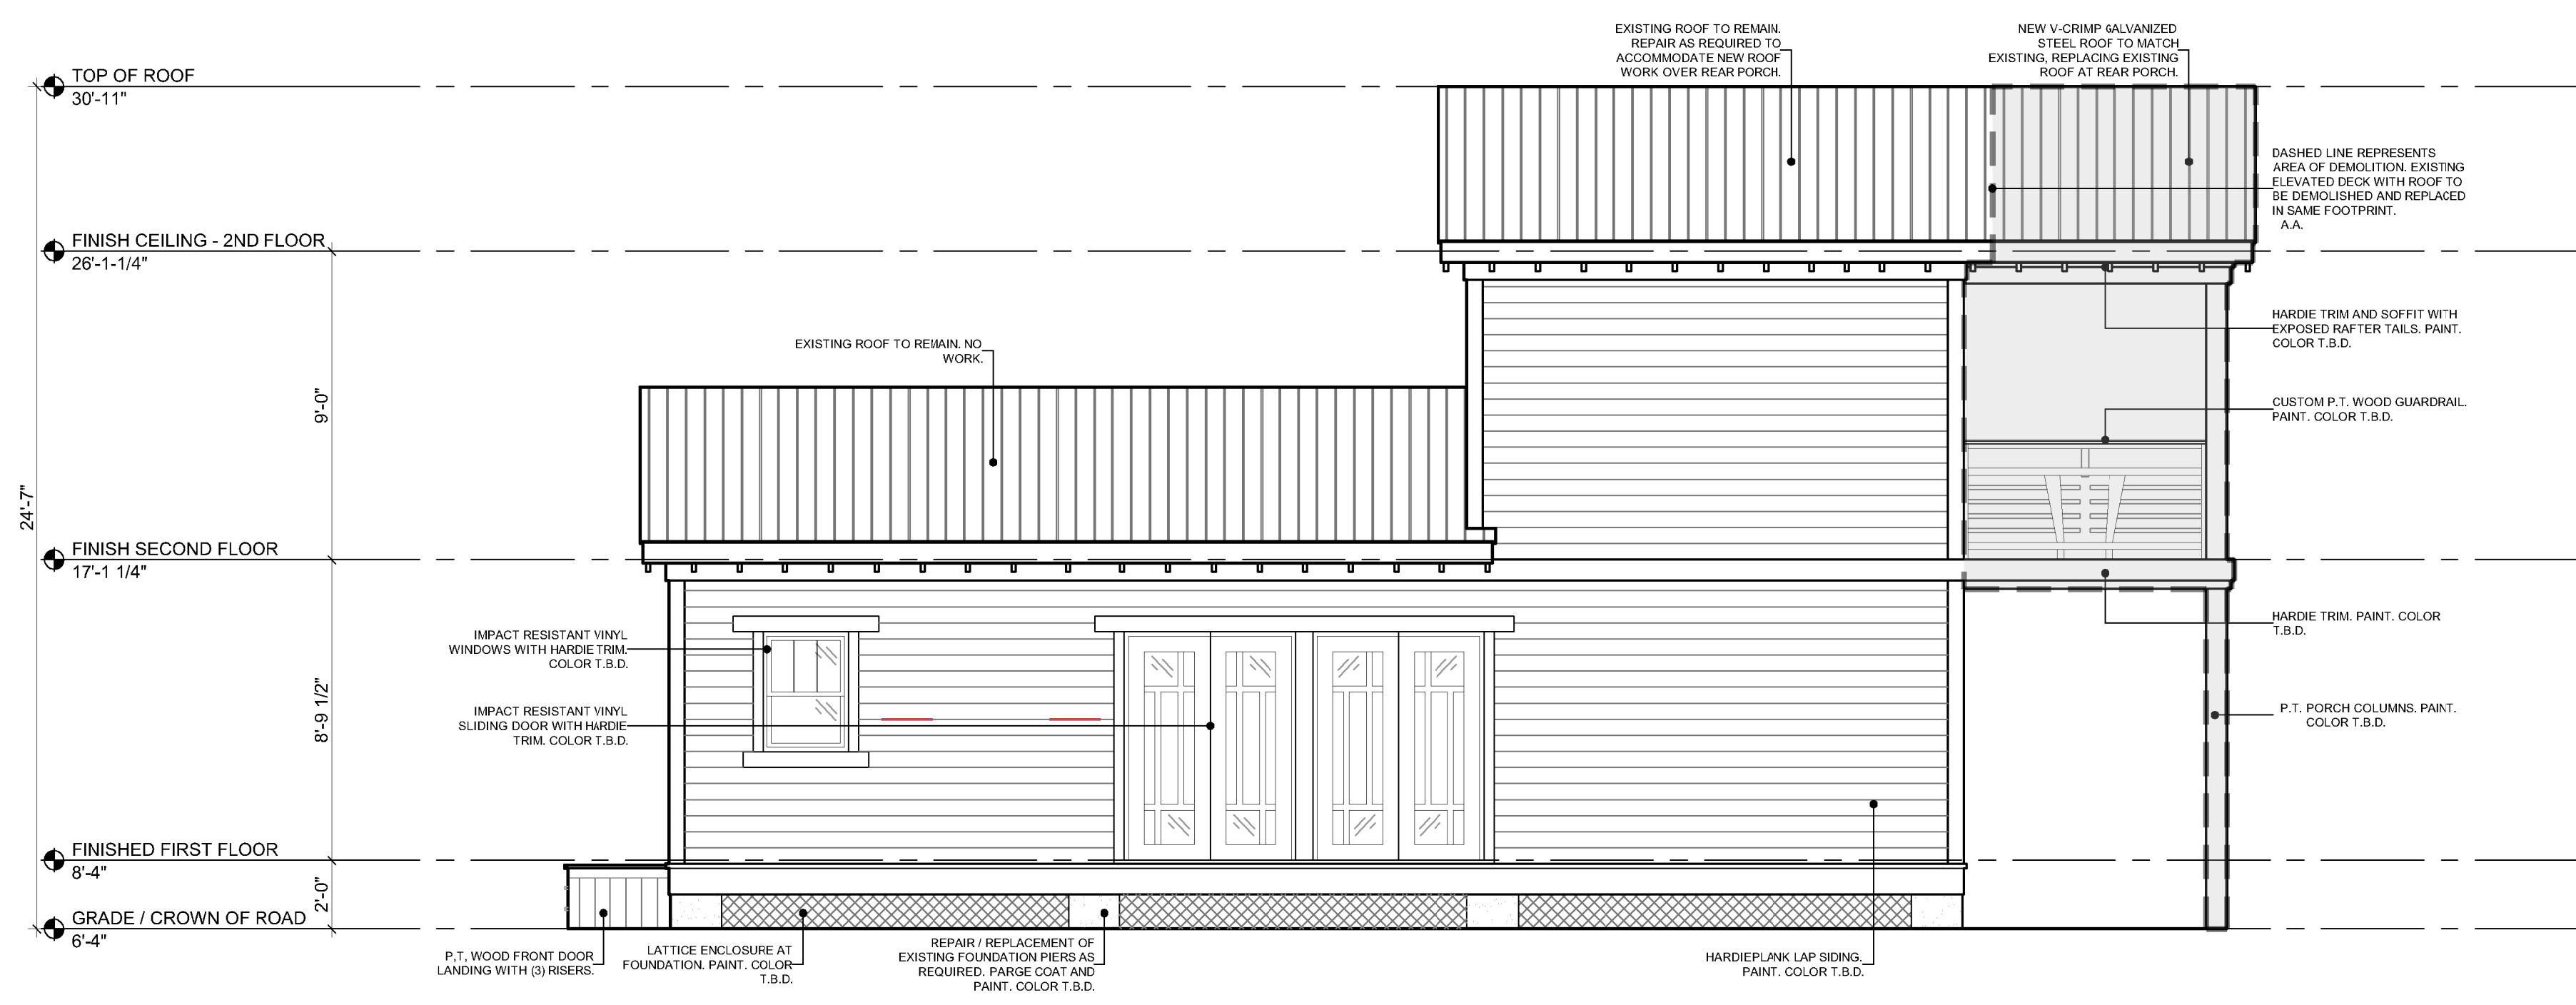 EXISTING ROOF TO REMAIN.
REPAIR AS REQUIRED TO
ACCOMMODATE NEW ROOF
WORK OVER REAR PORCH.
NEW V-CRIMP GALVANIZED
STEEL ROOF TO MATCH
EXISTING, REPLACING EXISTING
ROOF AT REAR PORCH.
TOP OF ROOF
30'-11"
DASHED LINE REPRESENTS
AREA OF DEMOLITION. EXISTING
ELEVATED DECK WITH ROOF TO
BE DEMOLISHED AND REPLACED
IN SAME FOOTPRINT.
A.A.
FINISH CEILING - 2ND FLOOR
26'-1-1/4"
HARDIE TRIM AND SOFFIT WITH
EXPOSED RAFTER TAILS. PAINT.
COLOR T.B.D.
EXISTING ROOF TO REMAIN. NO
WORK.
9'-0"
CUSTOM P.T. WOOD GUARDRAIL.
PAINT. COLOR T.B.D.
24'-7"
FINISH SECOND FLOOR
17'-1 1/4"
HARDIE TRIM. PAINT. COLOR
T.B.D.
IMPACT RESISTANT VINYL
WINDOWS WITH HARDIE TRIM.
COLOR T.B.D.
8'-9 1/2"
IMPACT RESISTANT VINYL
SLIDING DOOR WITH HARDIE
TRIM. COLOR T.B.D.
P.T. PORCH COLUMNS. PAINT.
COLOR T.B.D.
FINISHED FIRST FLOOR
8'-4"
2'-0"
GRADE / CROWN OF ROAD
6'-4"
P,T, WOOD FRONT DOOR
LANDING WITH (3) RISERS.
LATTICE ENCLOSURE AT
FOUNDATION. PAINT. COLOR
T.B.D.
REPAIR / REPLACEMENT OF
EXISTING FOUNDATION PIERS AS
REQUIRED. PARGE COAT AND
PAINT. COLOR T.B.D.
HARDIEPLANK LAP SIDING.
PAINT. COLOR T.B.D.